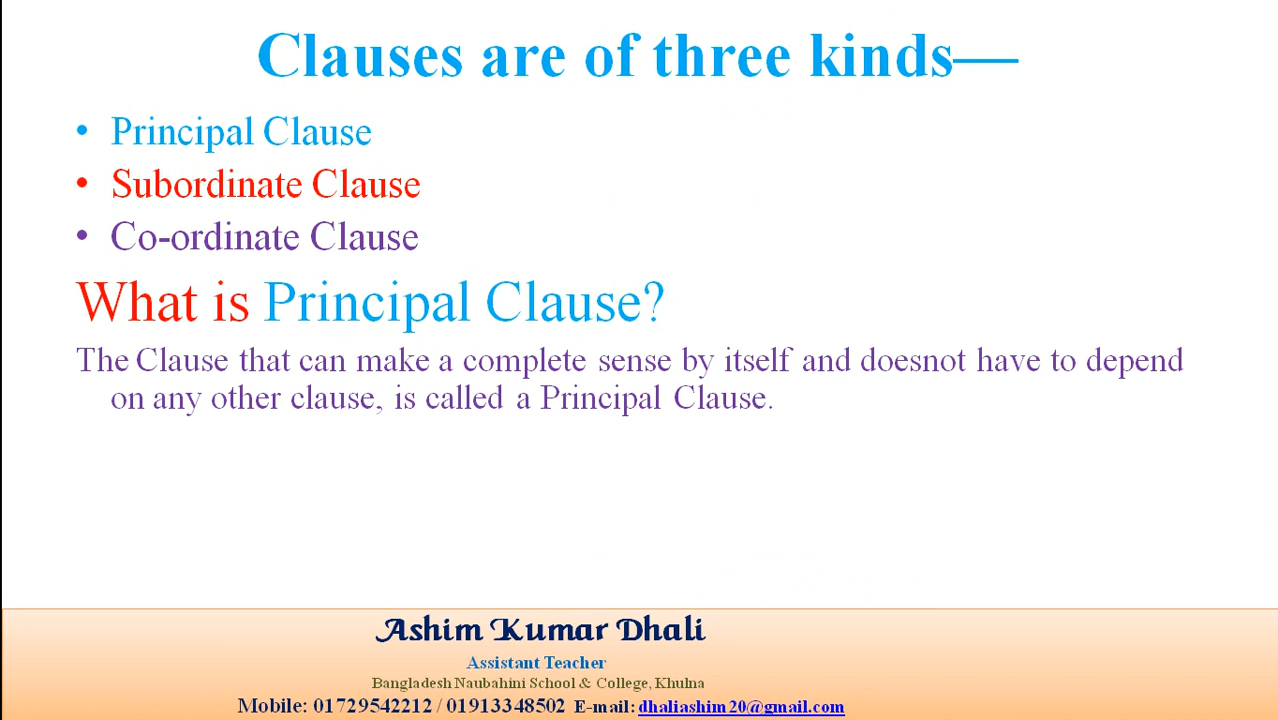 Clauses are of three kinds—
• Principal Clause
• Subordinate Clause
• Co-ordinate Clause
What is Principal Clause?
The Clause that can make a complete sense by itself and doesnot have to depend
on any other clause, is called a Principal Clause.
Ashim Kumar Dhali
Assistant Teacher
Bangladesh Naubahini School & College, Khulna
Mobile: 01729542212 / 01913348502 E-mail: dhaliashim20@gmail.com